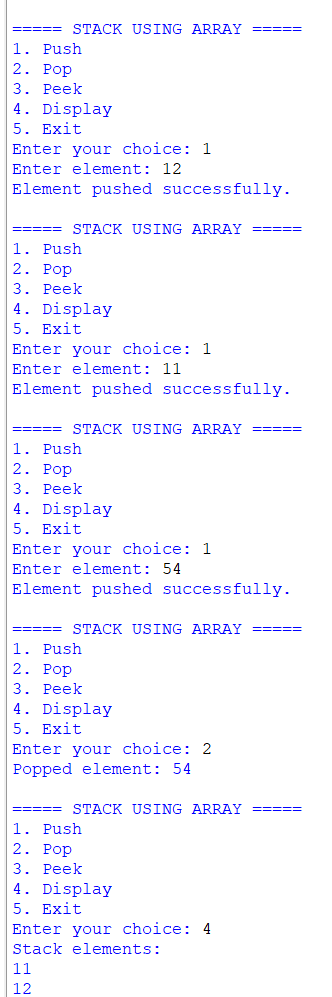 ===== STACK USING ARRAY =====
1. Push
2. Pop
3. Peek
4. Display
5. Exit
Enter your choice: 1
Enter element: 12
Element pushed successfully.

===== STACK USING ARRAY =====
1. Push
2. Pop
3. Peek
4. Display
5. Exit
Enter your choice: 1
Enter element: 11
Element pushed successfully.

===== STACK USING ARRAY =====
1. Push
2. Pop
3. Peek
4. Display
5. Exit
Enter your choice: 1
Enter element: 54
Element pushed successfully.

===== STACK USING ARRAY =====
1. Push
2. Pop
3. Peek
4. Display
5. Exit
Enter your choice: 2
Popped element: 54

===== STACK USING ARRAY =====
1. Push
2. Pop
3. Peek
4. Display
5. Exit
Enter your choice: 4
Stack elements:
11
12